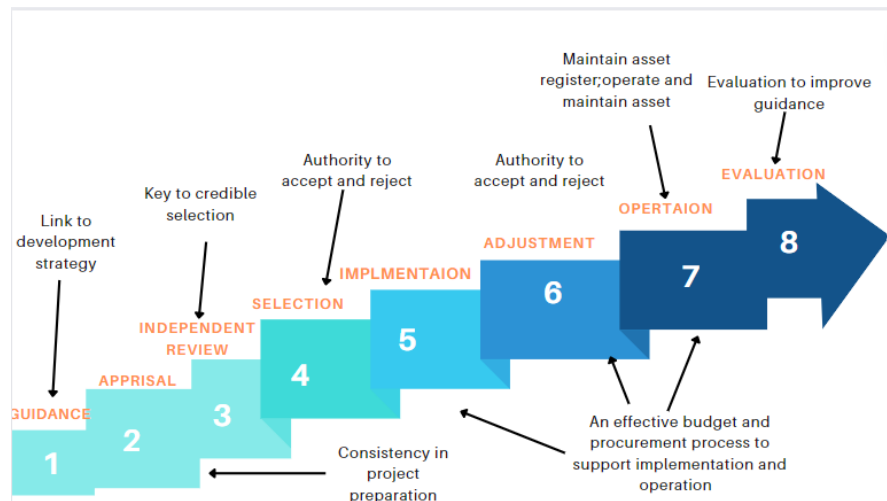 Maintain asset
register;operate and
maintain asset
Evaluation to improve
guidance
Authority to
accept and reject
Authority to
accept and reject
Key to credible
selection
Link to
development
strategy
EVALUATION
OPERTAION
ADJUSTMENT
IMPLMENTAION
SELECTION
INDEPENDENT
REVIEW
APPRISAL
GUIDANCE
1
2
3
4
5
6
7
8
Consistency in
project
preparation
An effective budget and
procurement process to
support implementation and
operation